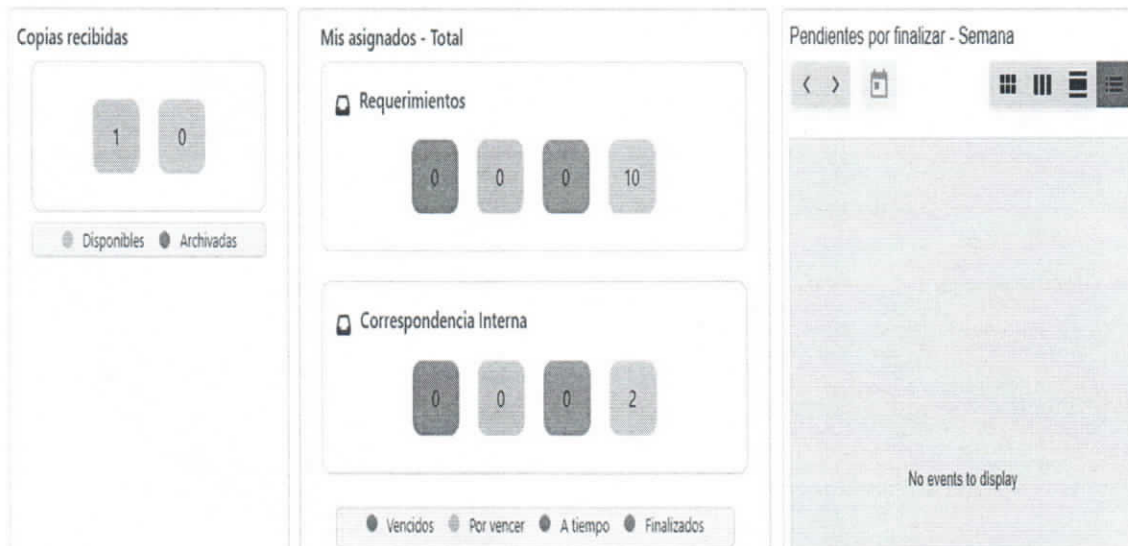 Copias recibidas
1 0
Disponibles Archivadas
Mis asignados - Total
Requerimientos
0 0 0 10
Correspondencia Interna
0 0 0 2
Vencidos Por vencer A tiempo Finalizados
Pendientes por finalizar - Semana
No events to display